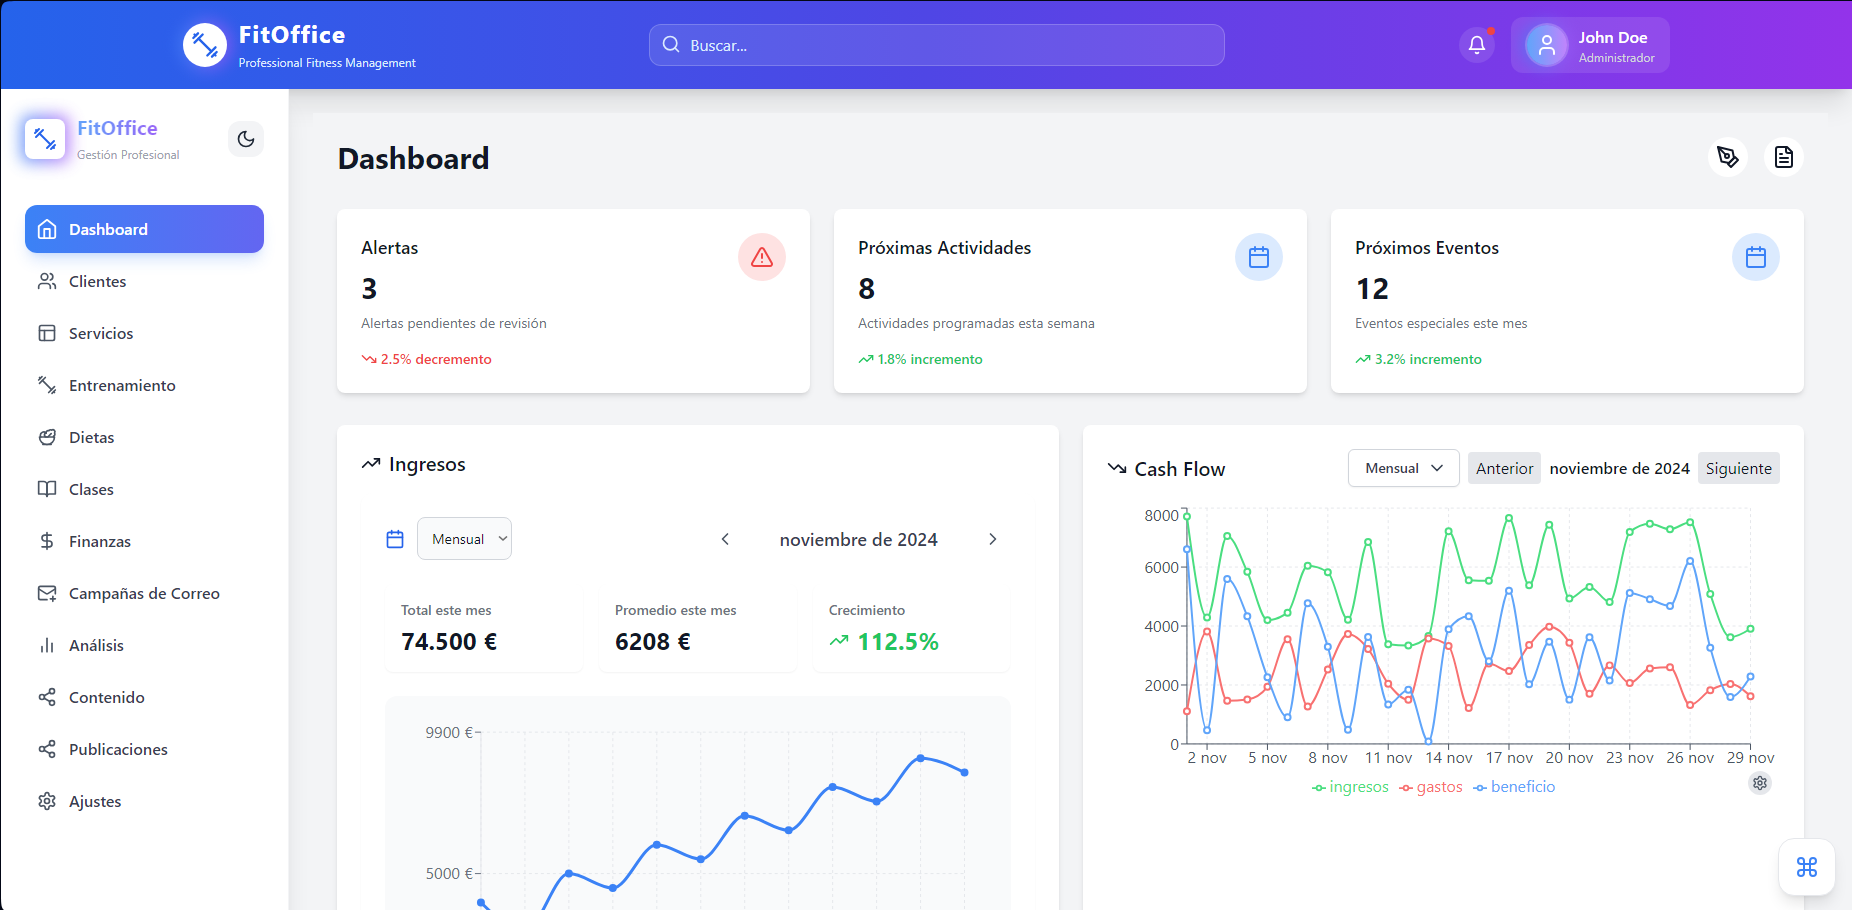 FitOffice
Professional Fitness Management
Buscar...
John Doe
Administrador
FitOffice
Gestión Profesional
Dashboard
Clientes
Servicios
Entrenamiento
Dietas
Clases
Finanzas
Campañas de Correo
Análisis
Contenido
Publicaciones
Ajustes
Dashboard
Alertas
3
Alertas pendientes de revisión
2.5% decremento
Próximas Actividades
8
Actividades programadas esta semana
1.8% incremento
Próximos Eventos
12
Eventos especiales este mes
3.2% incremento
Ingresos
Mensual
noviembre de 2024
Total este mes
74.500 €
Promedio este mes
6208 €
Crecimiento
112.5%
9900 €
5000 €
Cash Flow
Mensual
Anterior
noviembre de 2024
Siguiente
8000
6000
4000
2000
0
2 nov 5 nov 8 nov 11 nov 14 nov 17 nov 20 nov 23 nov 26 nov 29 nov
ingresos gastos beneficio